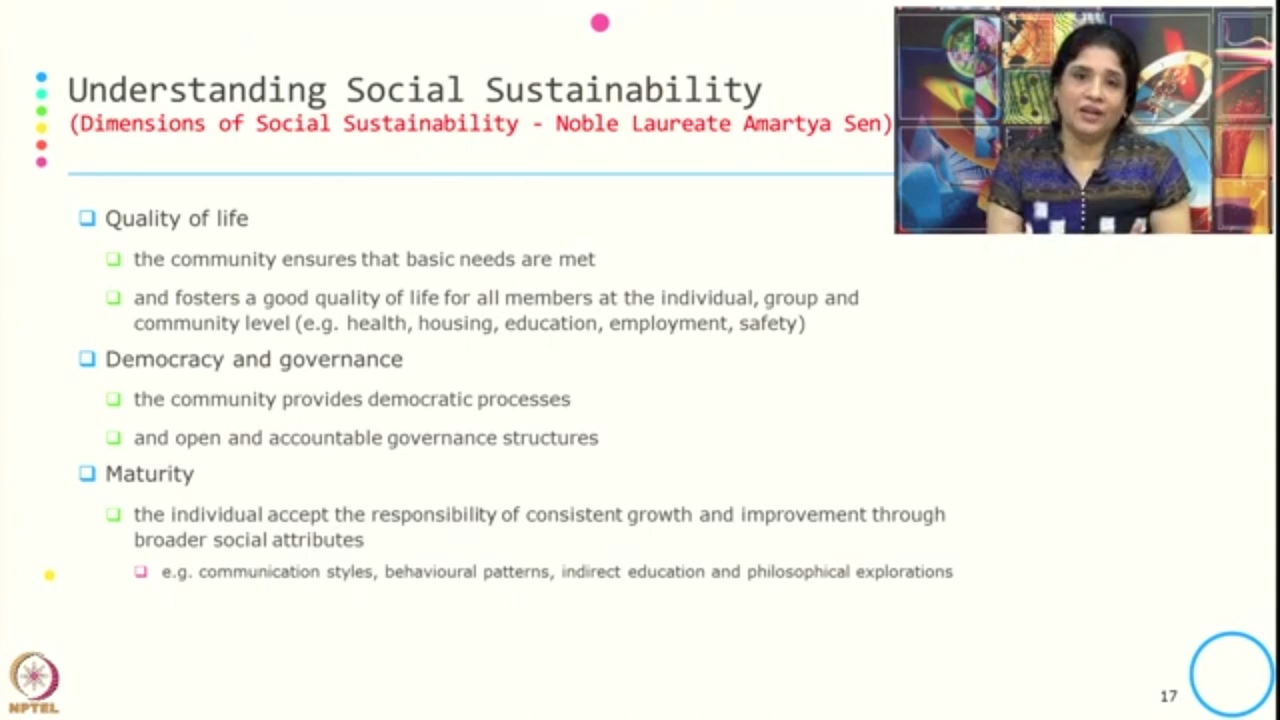 Understanding Social Sustainability
(Dimensions of Social Sustainability - Noble Laureate Amartya Sen)
Quality of life
the community ensures that basic needs are met
and fosters a good quality of life for all members at the individual, group and
community level (e.g. health, housing, education, employment, safety)
Democracy and governance
the community provides democratic processes
and open and accountable governance structures
Maturity
the individual accept the responsibility of consistent growth and improvement through
broader social attributes
e.g. communication styles, behavioural patterns, indirect education and philosophical explorations
NPTEL
17